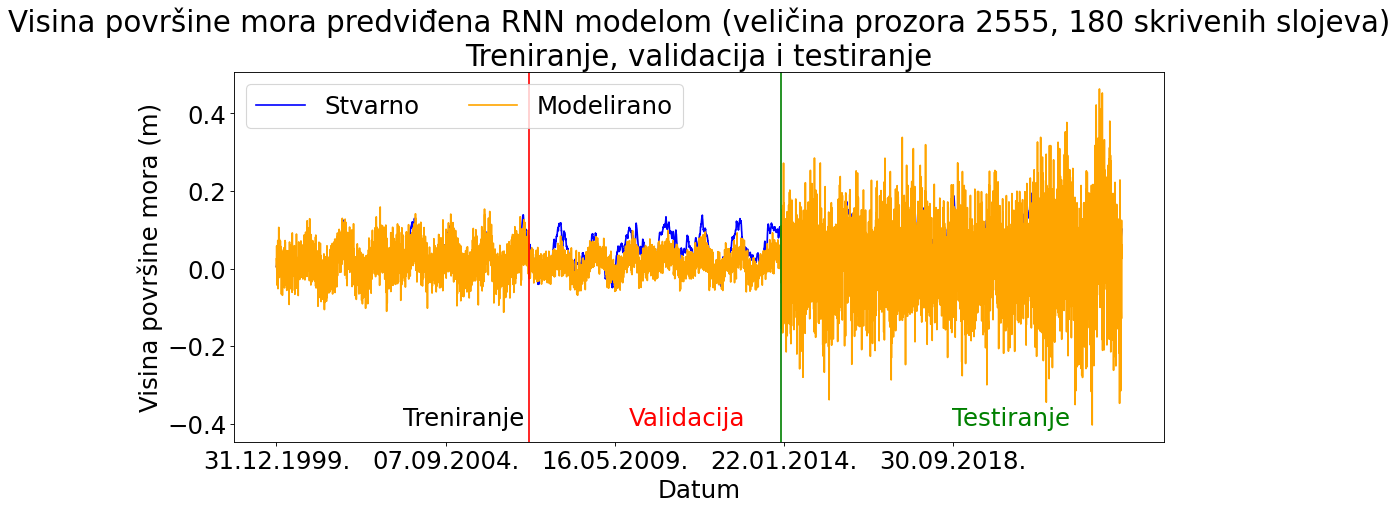 Visina površine mora predviđena RNN modelom (veličina prozora 2555, 180 skrivenih slojeva)
Treniranje, validacija i testiranje
Stvarno Modelirano
Visina površine mora (m)
0.4
0.2
0.0
−0.2
−0.4
Treniranje Validacija Testiranje
31.12.1999. 07.09.2004. 16.05.2009. 22.01.2014. 30.09.2018.
Datum